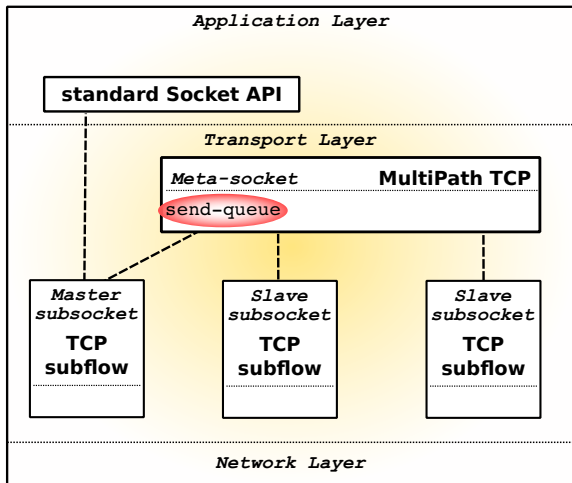 Application Layer
standard Socket API
Transport Layer
Meta-socket MultiPath TCP
send-queue
Master
subsocket
TCP
subflow
Slave
subsocket
TCP
subflow
Slave
subsocket
TCP
subflow
Network Layer